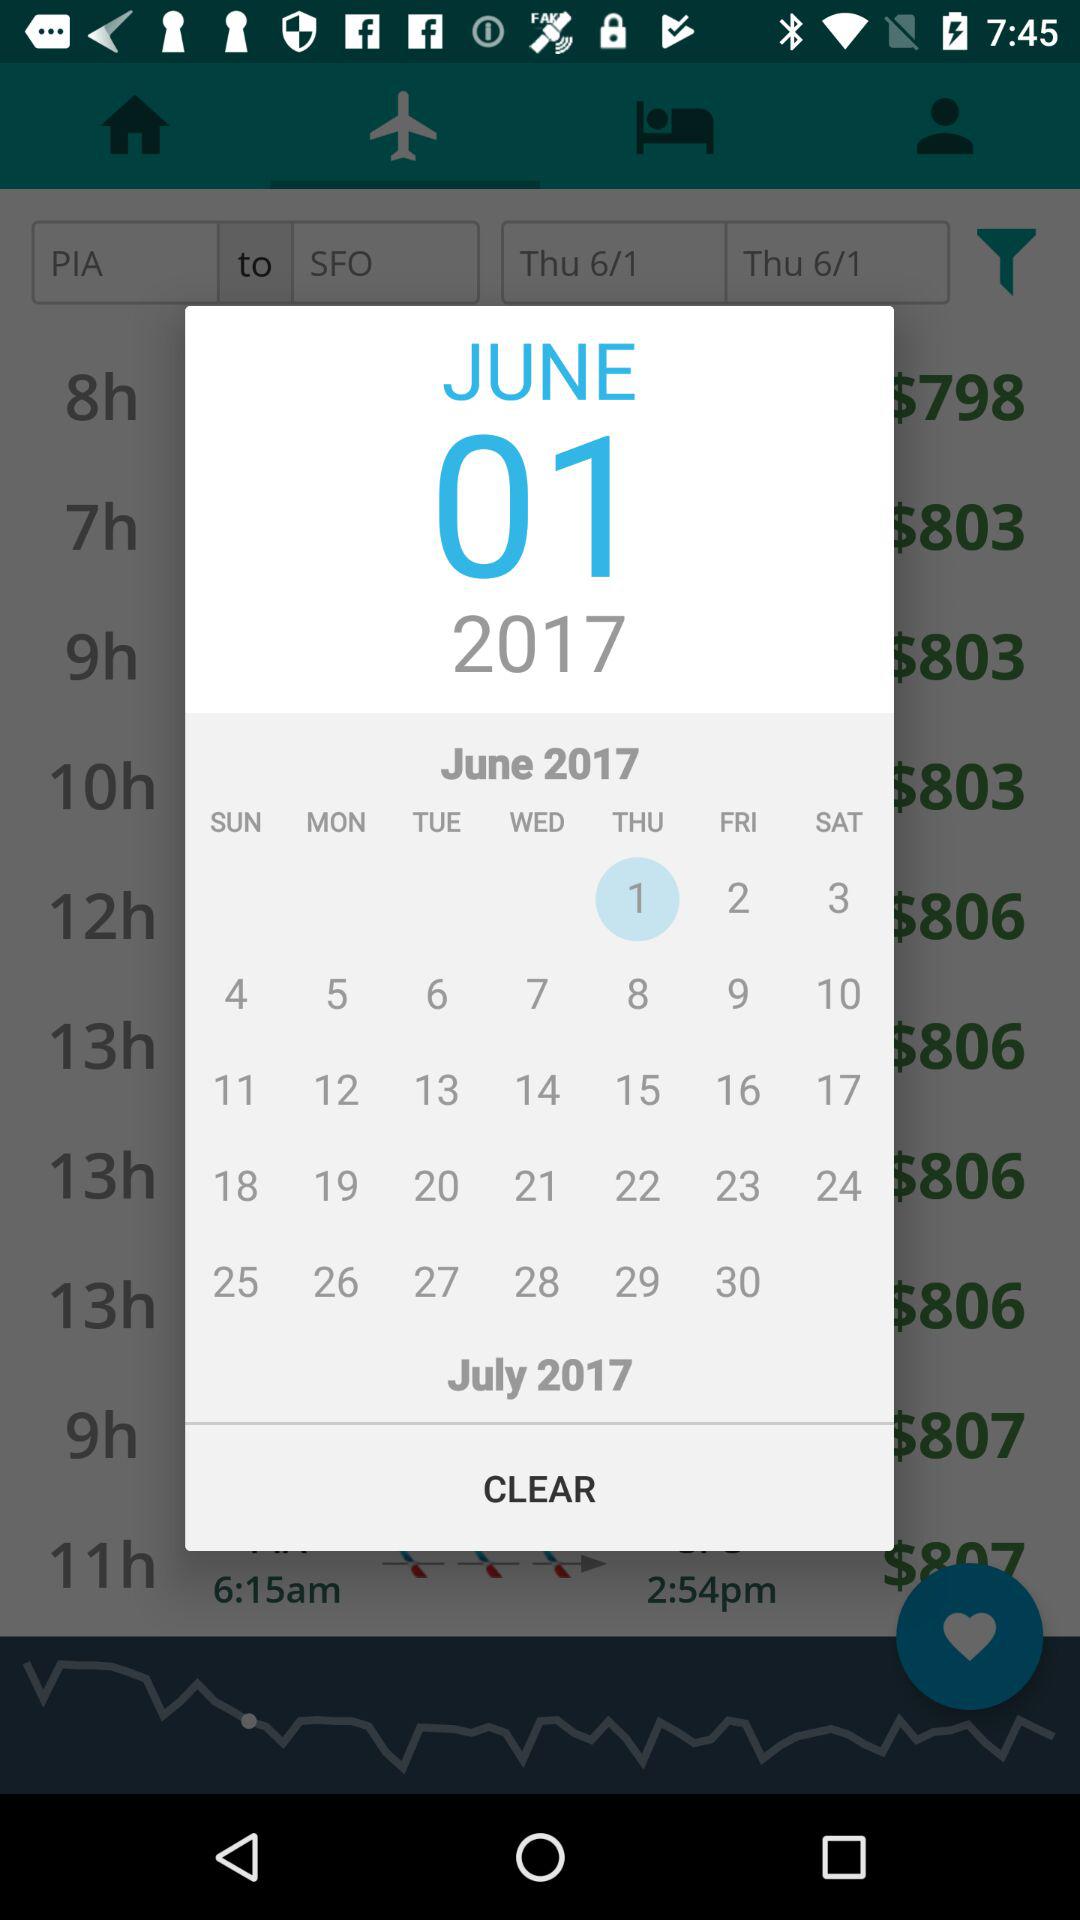 FAKE
7:45
PIA to SFO Thu 6/1 Thu 6/1
JUNE
01
2017
June 2017
SUN MON TUE WED THU FRI SAT
1 2 3
4 5 6 7 8 9 10
11 12 13 14 15 16 17
18 19 20 21 22 23 24
25 26 27 28 29 30
July 2017
CLEAR
8h $798
7h $803
9h $803
10h $803
12h $806
13h $806
13h $806
13h $806
9h $807
11h $807
6:15am 2:54pm